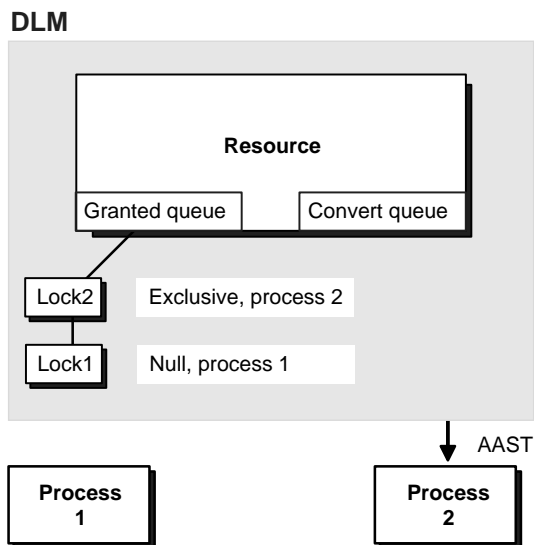 DLM
Resource
Granted queue
Convert queue
Lock2
Exclusive, process 2
Lock1
Null, process 1
AAST
Process
1
Process
2